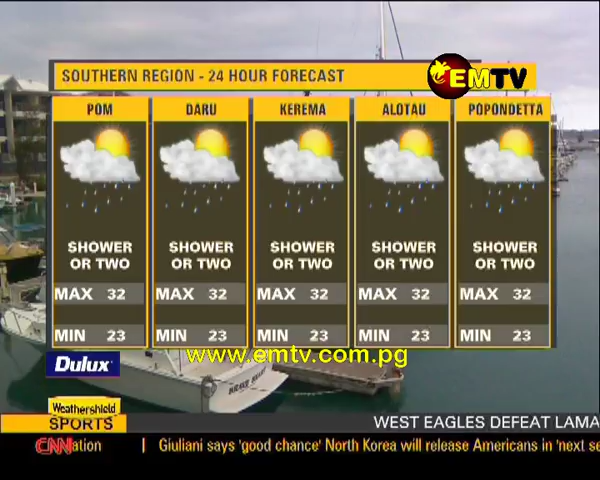 EMTV
SOUTHERN REGION - 24 HOUR FORECAST
POM DARU KEREMA ALOTAU POPONDETTA
SHOWER OR TWO SHOWER OR TWO SHOWER OR TWO SHOWER OR TWO SHOWER OR TWO
MAX 32 MAX 32 MAX 32 MAX 32 MAX 32
MIN 23 MIN 23 MIN 23 MIN 23 MIN 23
www.emtv.com.pg
Dulux
Weathershield
SPORTS
WEST EAGLES DEFEAT LAMA
CNN ation
Giuliani says 'good chance' North Korea will release Americans in 'next se